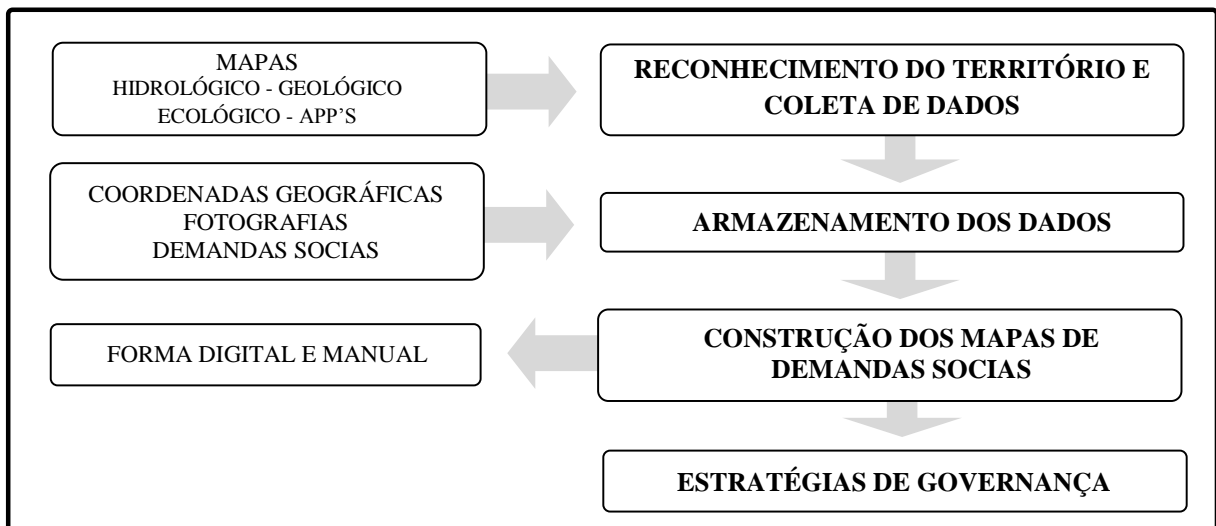 MAPAS
HIDROLÓGICO - GEOLÓGICO
ECOLÓGICO - APP’S
RECONHECIMENTO DO TERRITÓRIO E
COLETA DE DADOS
COORDENADAS GEOGRÁFICAS
FOTOGRAFIAS
DEMANDAS SOCIAS
ARMAZENAMENTO DOS DADOS
FORMA DIGITAL E MANUAL
CONSTRUÇÃO DOS MAPAS DE
DEMANDAS SOCIAS
ESTRATÉGIAS DE GOVERNANÇA